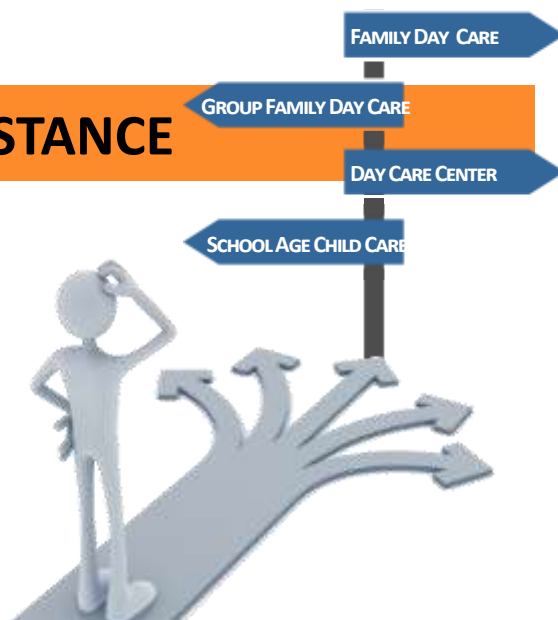 FAMILY DAY CARE
GROUP FAMILY DAY CARE
STANCE
DAY CARE CENTER
SCHOOL AGE CHILD CARE